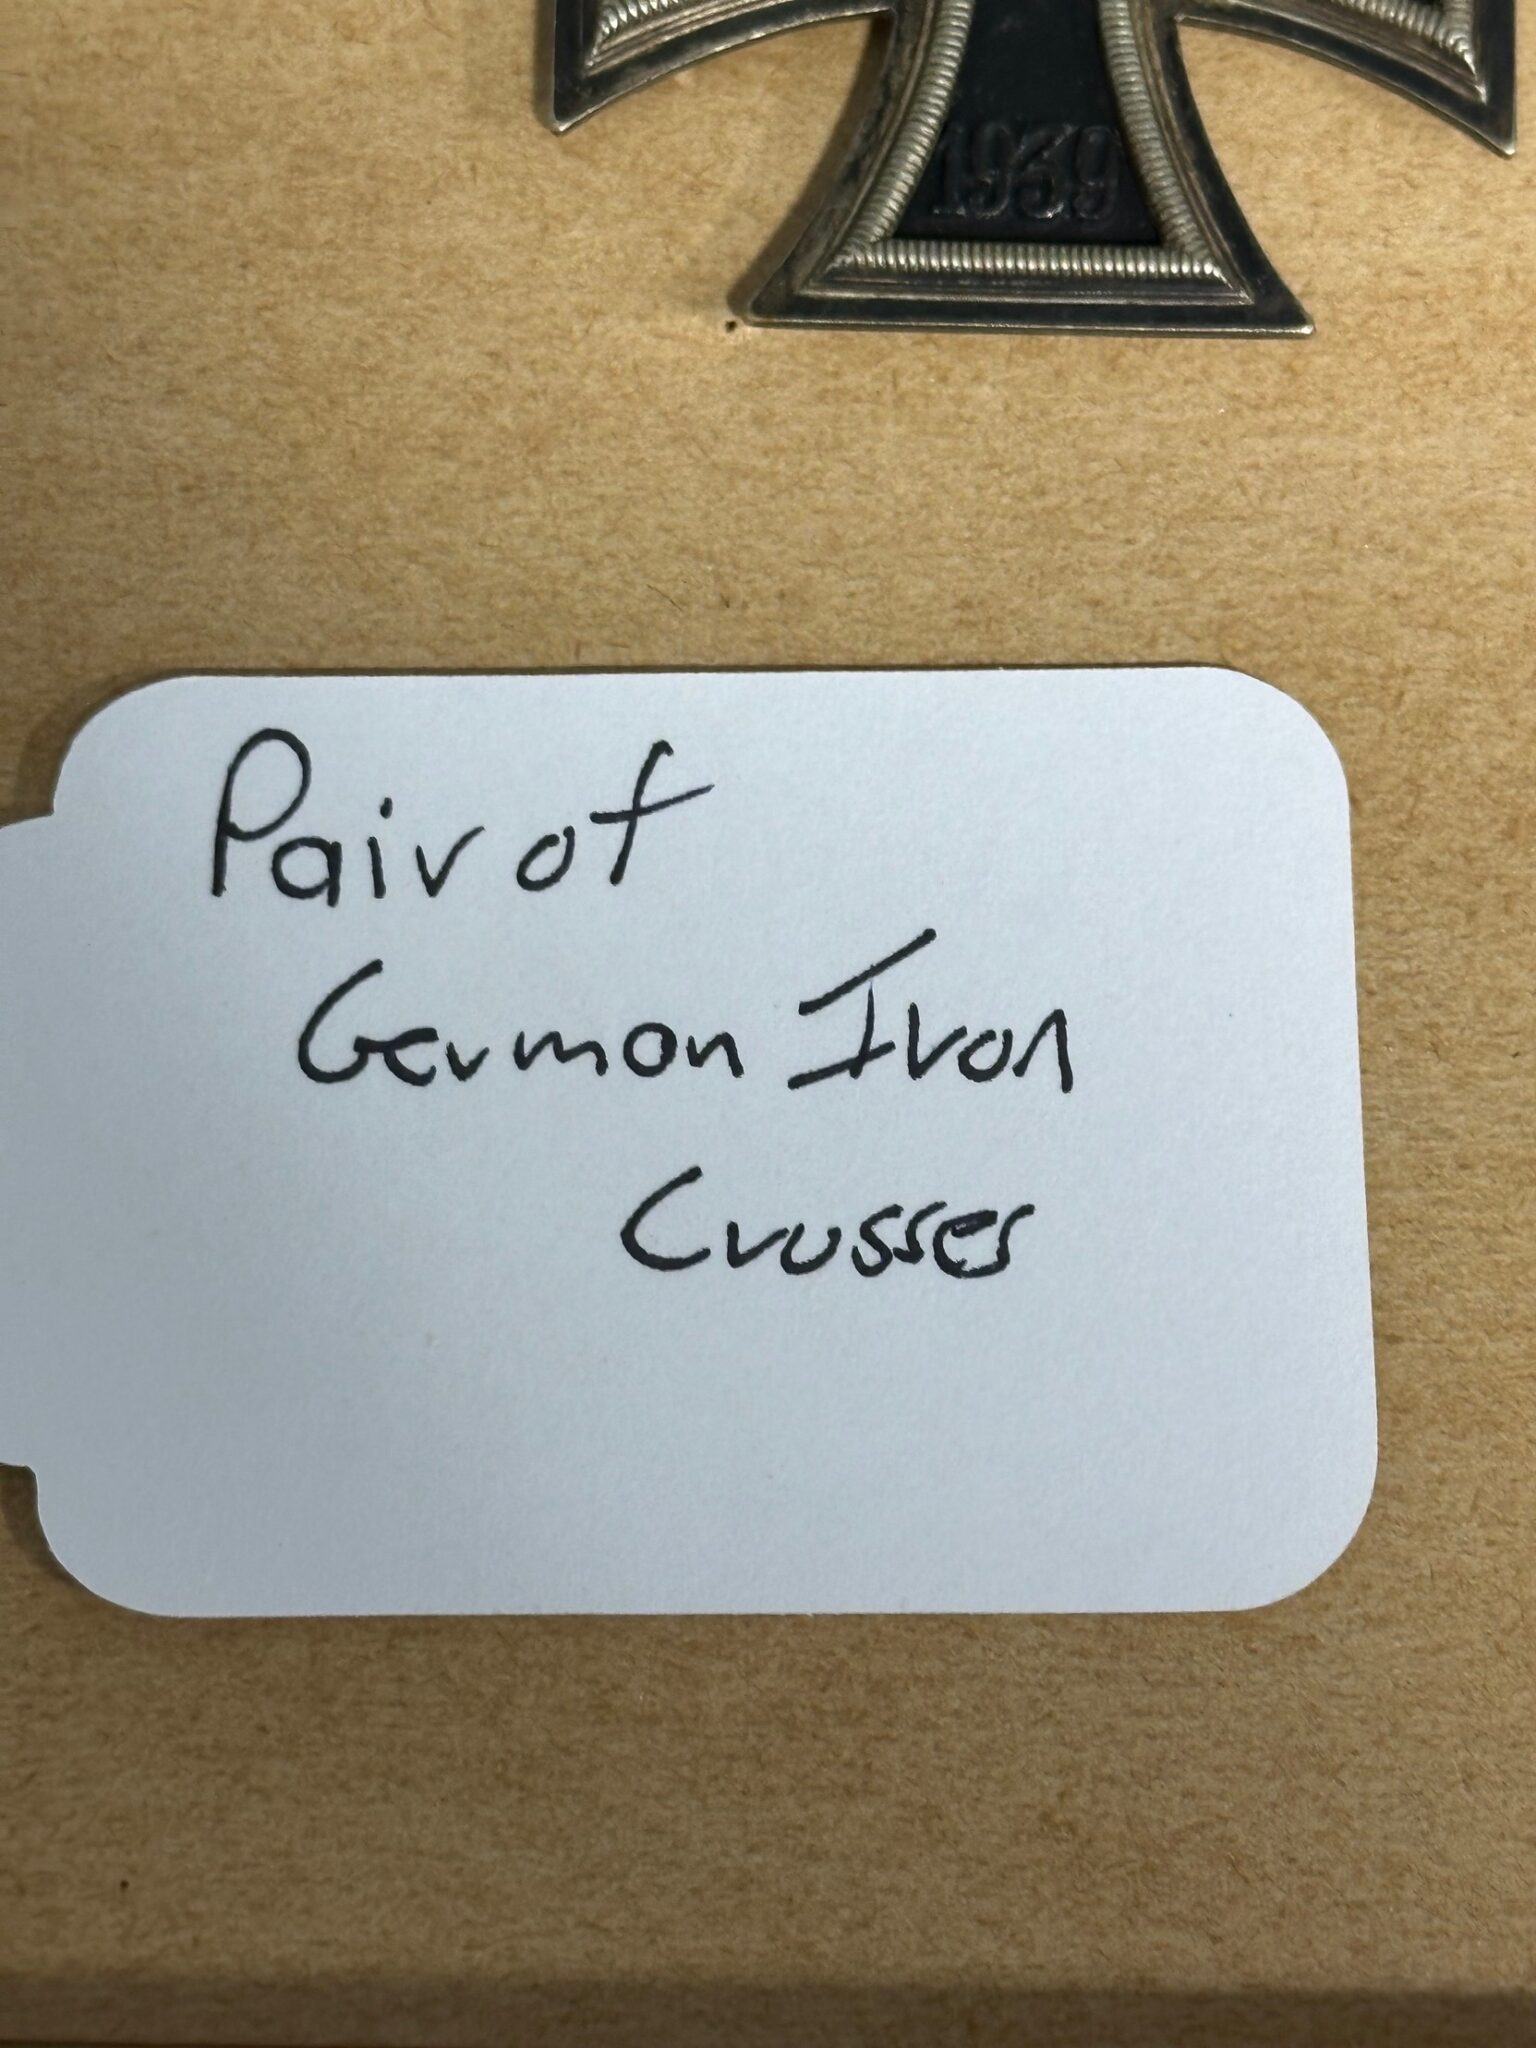 1939
Pair of
German Iron
Crosses